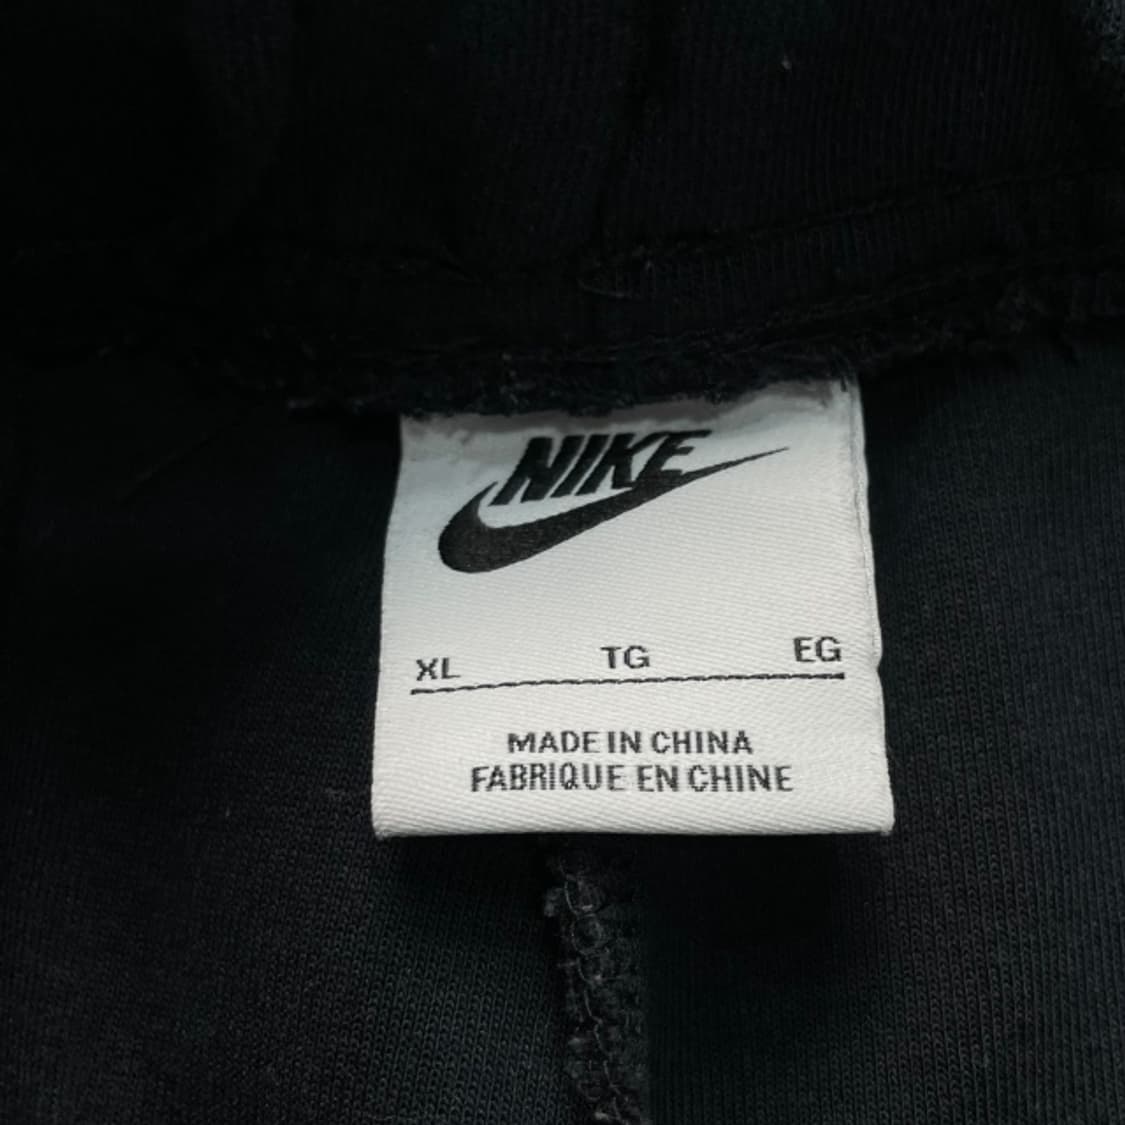 NIKE
XL TG EG
MADE IN CHINA
FABRIQUE EN CHINE